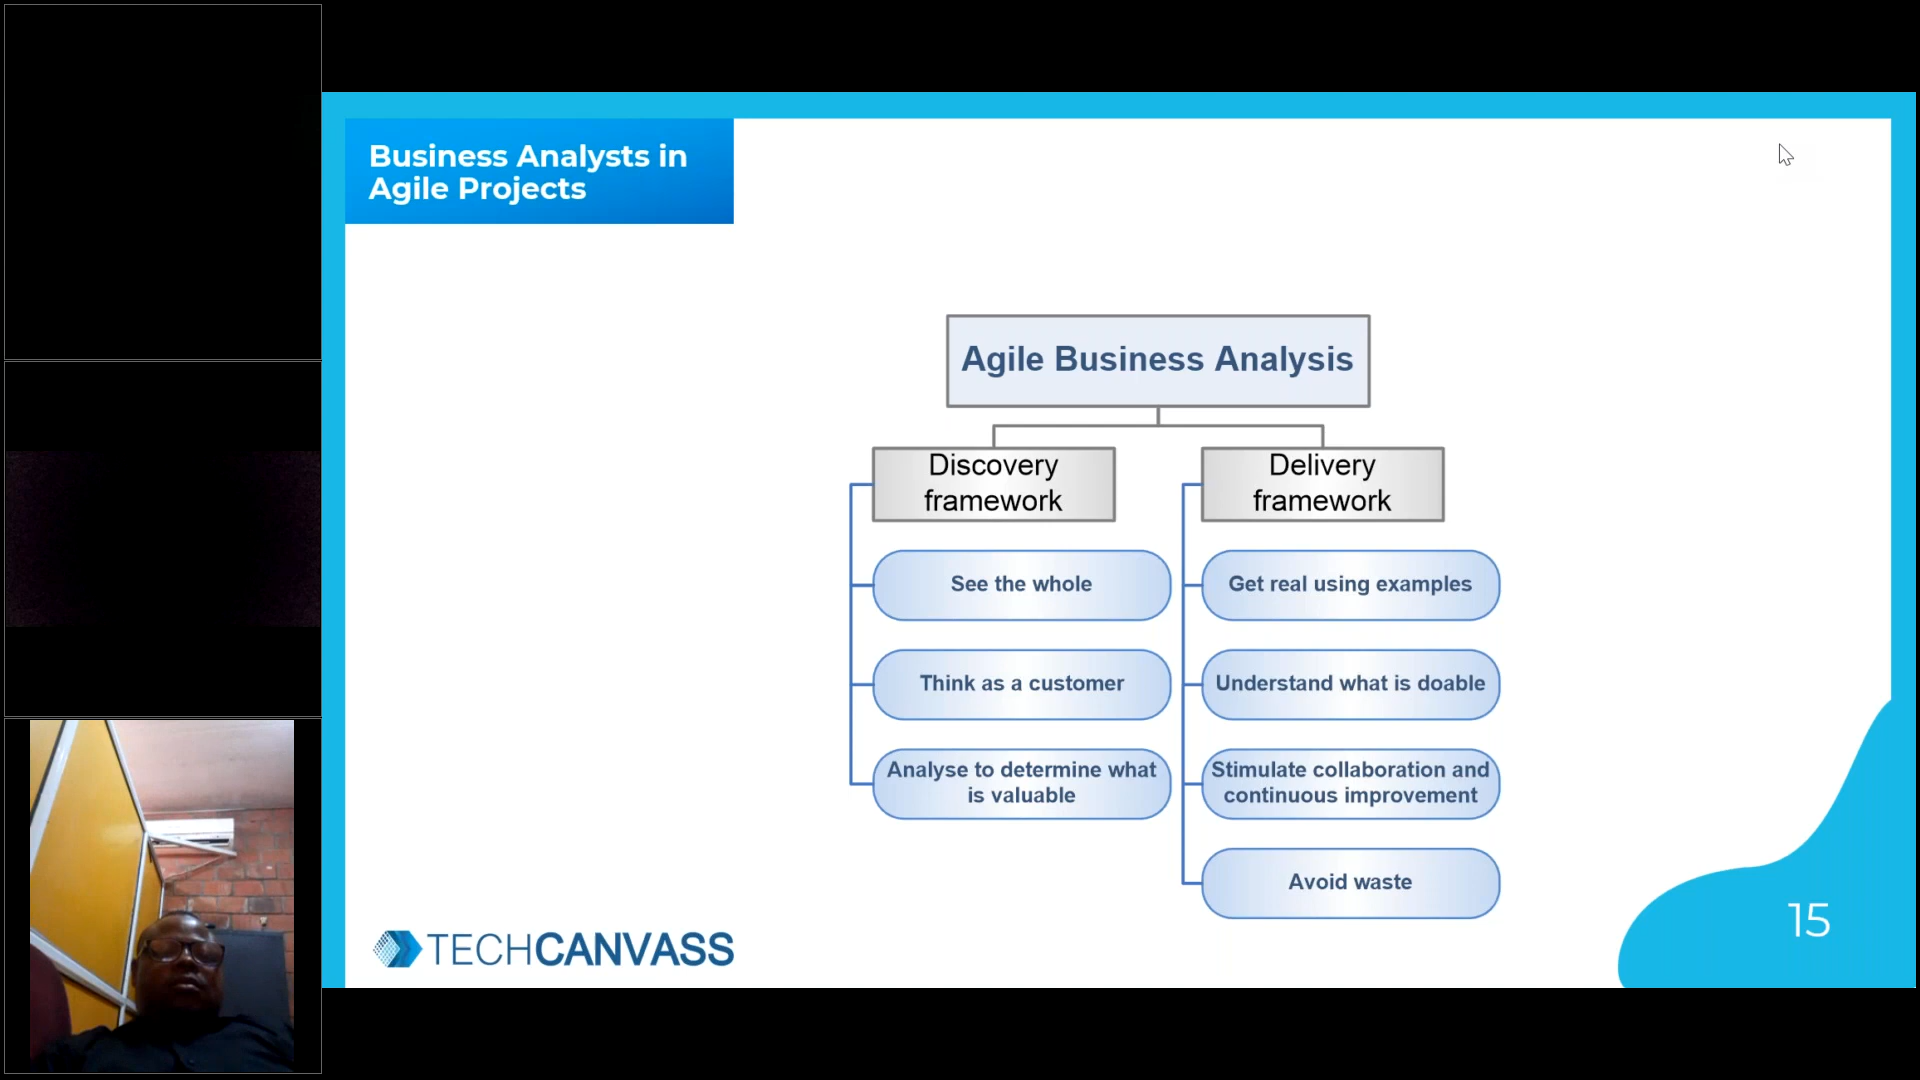 Business Analysts in
Agile Projects
Agile Business Analysis
Discovery
framework
See the whole
Think as a customer
Analyse to determine what
is valuable
Delivery
framework
Get real using examples
Understand what is doable
Stimulate collaboration and
continuous improvement
Avoid waste
TECHCANVASS
15